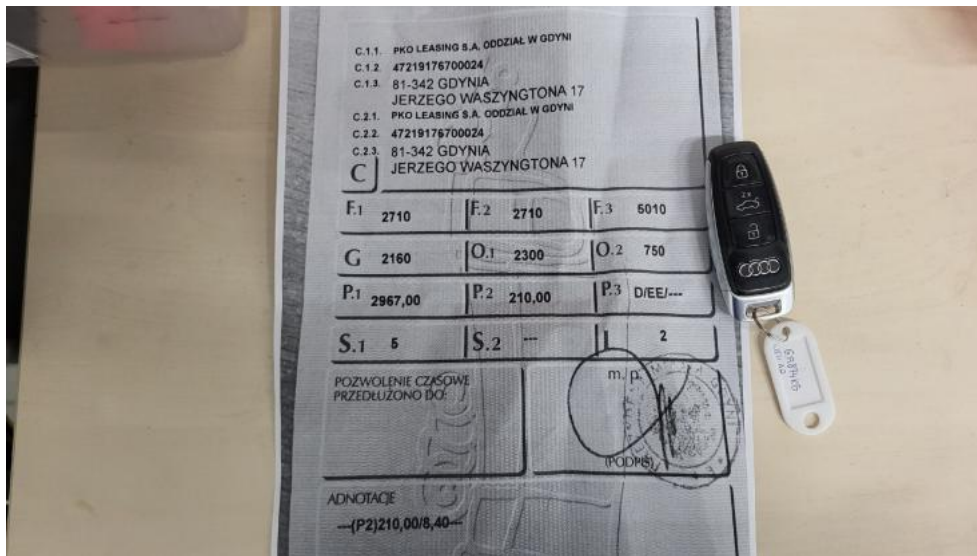 C.1.1. PKO LEASING S.A. ODDZIAŁ W GDYNI
C.1.2. 47219176700024
C.1.3. 81-342 GDYNIA
JERZEGO WASZYNGTONA 17
C.2.1. PKO LEASING S.A. ODDZIAŁ W GDYNI
C.2.2. 47219176700024
C.2.3. 81-342 GDYNIA
JERZEGO WASZYNGTONA 17
C
F.1 2710 F.2 2710 F.3 5010
G 2160 O.1 2300 O.2 750
P.1 2967,00 P.2 210,00 P.3 D/EE/---
S.1 5 S.2 --- L 2
POZWOLENIE CZASOWE
PRZEDŁUŻONO DO:
m. p.
(PODPIS)
ADNOTACJE
---(P2)210,00/8,40---